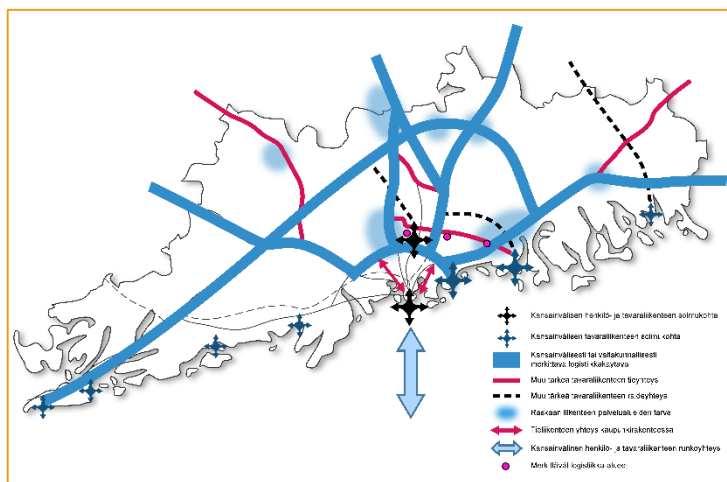 Kansainvälisen henkilö- ja tavaraliikenteen solmukohta
Kansainvälisen tavaraliikenteen solmukohta
Kansainvälisesti tai valtakunnallisesti
merkittävä logistiikkakäytävä
Muu tärkeä tavaraliikenteen tieyhteys
Muu tärkeä tavaraliikenteen raideyhteys
Raskaan liikenteen palvelualueiden tarve
Tieliikenteen yhteys kaupunkirakenteessa
Kansainvälinen henkilö- ja tavaraliikenteen runkoyhteys
Merkittävät logistiikka-alueet